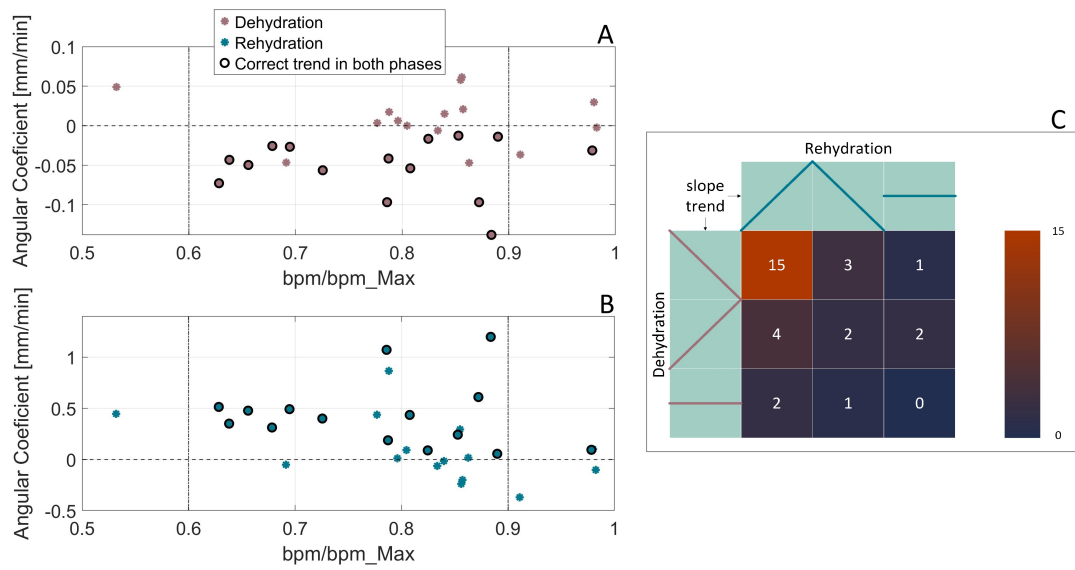 Dehydration
Rehydration
Correct trend in both phases
A
Angular Coeficient [mm/min]
0.1
0.05
0
-0.05
-0.1
0.5
0.6
0.7
0.8
0.9
1
bpm/bpm_Max
B
Angular Coeficient [mm/min]
1
0.5
0
-0.5
0.5
0.6
0.7
0.8
0.9
1
bpm/bpm_Max
C
Rehydration
slope
trend
Dehydration
15
3
1
4
2
2
2
1
0
15
0